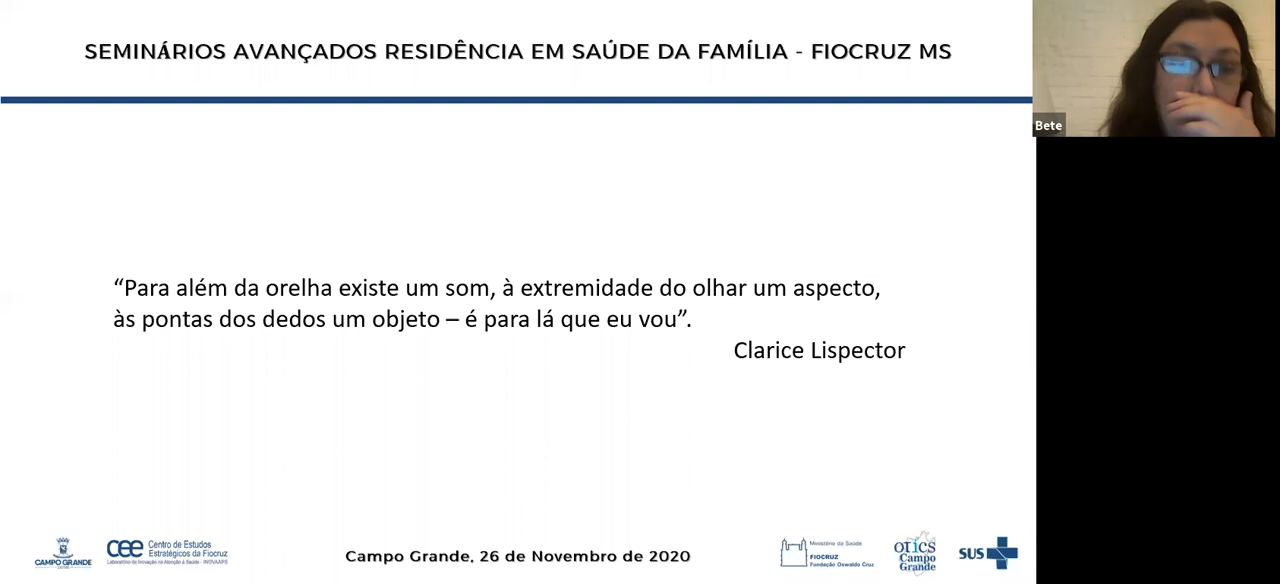 SEMINÁRIOS AVANÇADOS RESIDÊNCIA EM SAÚDE DA FAMÍLIA - FIOCRUZ MS
Bete
“Para além da orelha existe um som, à extremidade do olhar um aspecto,
às pontas dos dedos um objeto – é para lá que eu vou”.
Clarice Lispector
CAMPO GRANDE
cee
Centro de Estudos
Estratégicos da Fiocruz
Laboratório de Inovação na Atenção à Saúde - INOVAAPS
Campo Grande, 26 de Novembro de 2020
Ministério da Saúde
FIOCRUZ
Fundação Oswaldo Cruz
OTICS
Campo
Grande
SUS